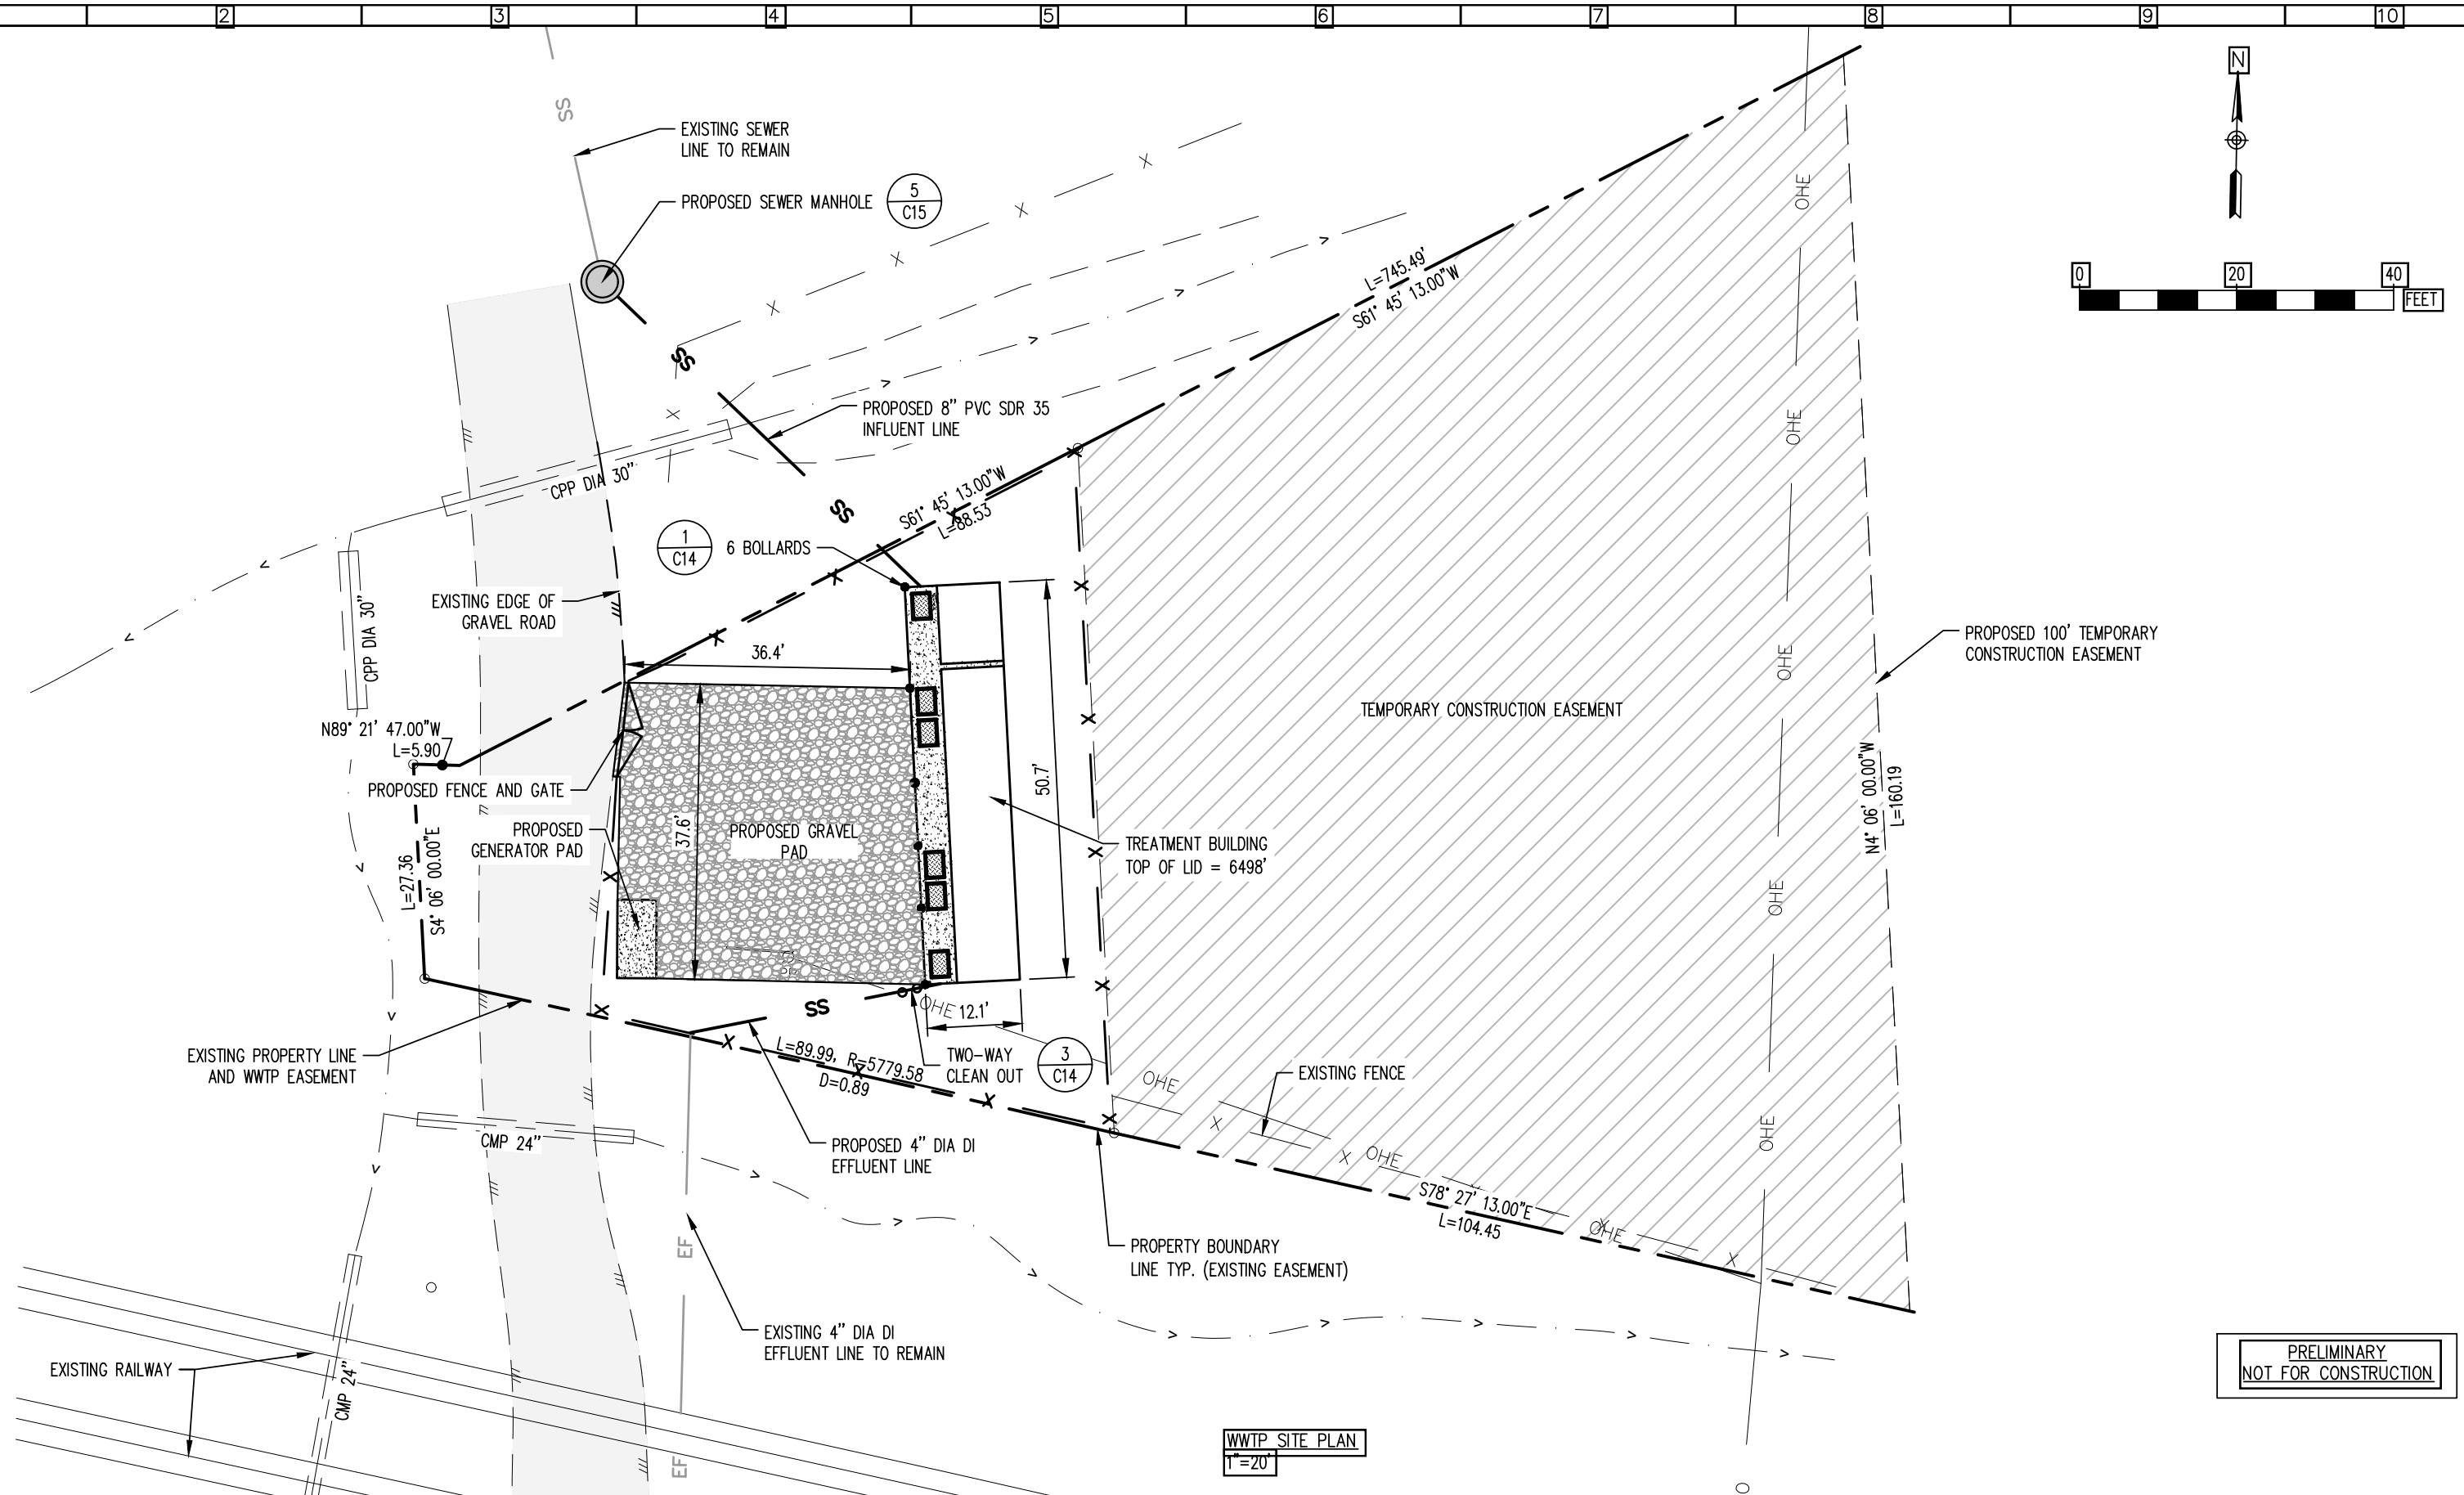 2
3
4
5
6
7
8
9
10
N
0
20
40
FEET
SS
EXISTING SEWER
LINE TO REMAIN
PROPOSED SEWER MANHOLE
5
C15
X
X
X
X
X
SS
OHE
L=745.49'
S61° 45' 13.00"W
PROPOSED 8" PVC SDR 35
INFLUENT LINE
CPP DIA 30"
SS
S61° 45' 13.00"W
L=88.53
OHE
1
C14
6 BOLLARDS
EXISTING EDGE OF
GRAVEL ROAD
CPP DIA 30"
36.4'
PROPOSED 100' TEMPORARY
CONSTRUCTION EASEMENT
OHE
TEMPORARY CONSTRUCTION EASEMENT
N89° 21' 47.00"W
L=5.90
PROPOSED FENCE AND GATE
50.7'
N4° 06' 00.00"W
L=160.19
PROPOSED
GENERATOR PAD
37.6'
PROPOSED GRAVEL
PAD
TREATMENT BUILDING
TOP OF LID = 6498'
L=27.36
S4° 06' 00.00"E
OHE
SS
OHE
12.1'
EXISTING PROPERTY LINE
AND WWTP EASEMENT
L=89.99, R=5779.58
D=0.89
TWO-WAY
CLEAN OUT
3
C14
EXISTING FENCE
OHE
OHE
OHE
OHE
CMP 24"
PROPOSED 4" DIA DI
EFFLUENT LINE
S78° 27' 13.00"E
L=104.45
EF
PROPERTY BOUNDARY
LINE TYP. (EXISTING EASEMENT)
EXISTING 4" DIA DI
EFFLUENT LINE TO REMAIN
EXISTING RAILWAY
CMP 24"
EF
PRELIMINARY
NOT FOR CONSTRUCTION
WWTP SITE PLAN
1"=20'
O